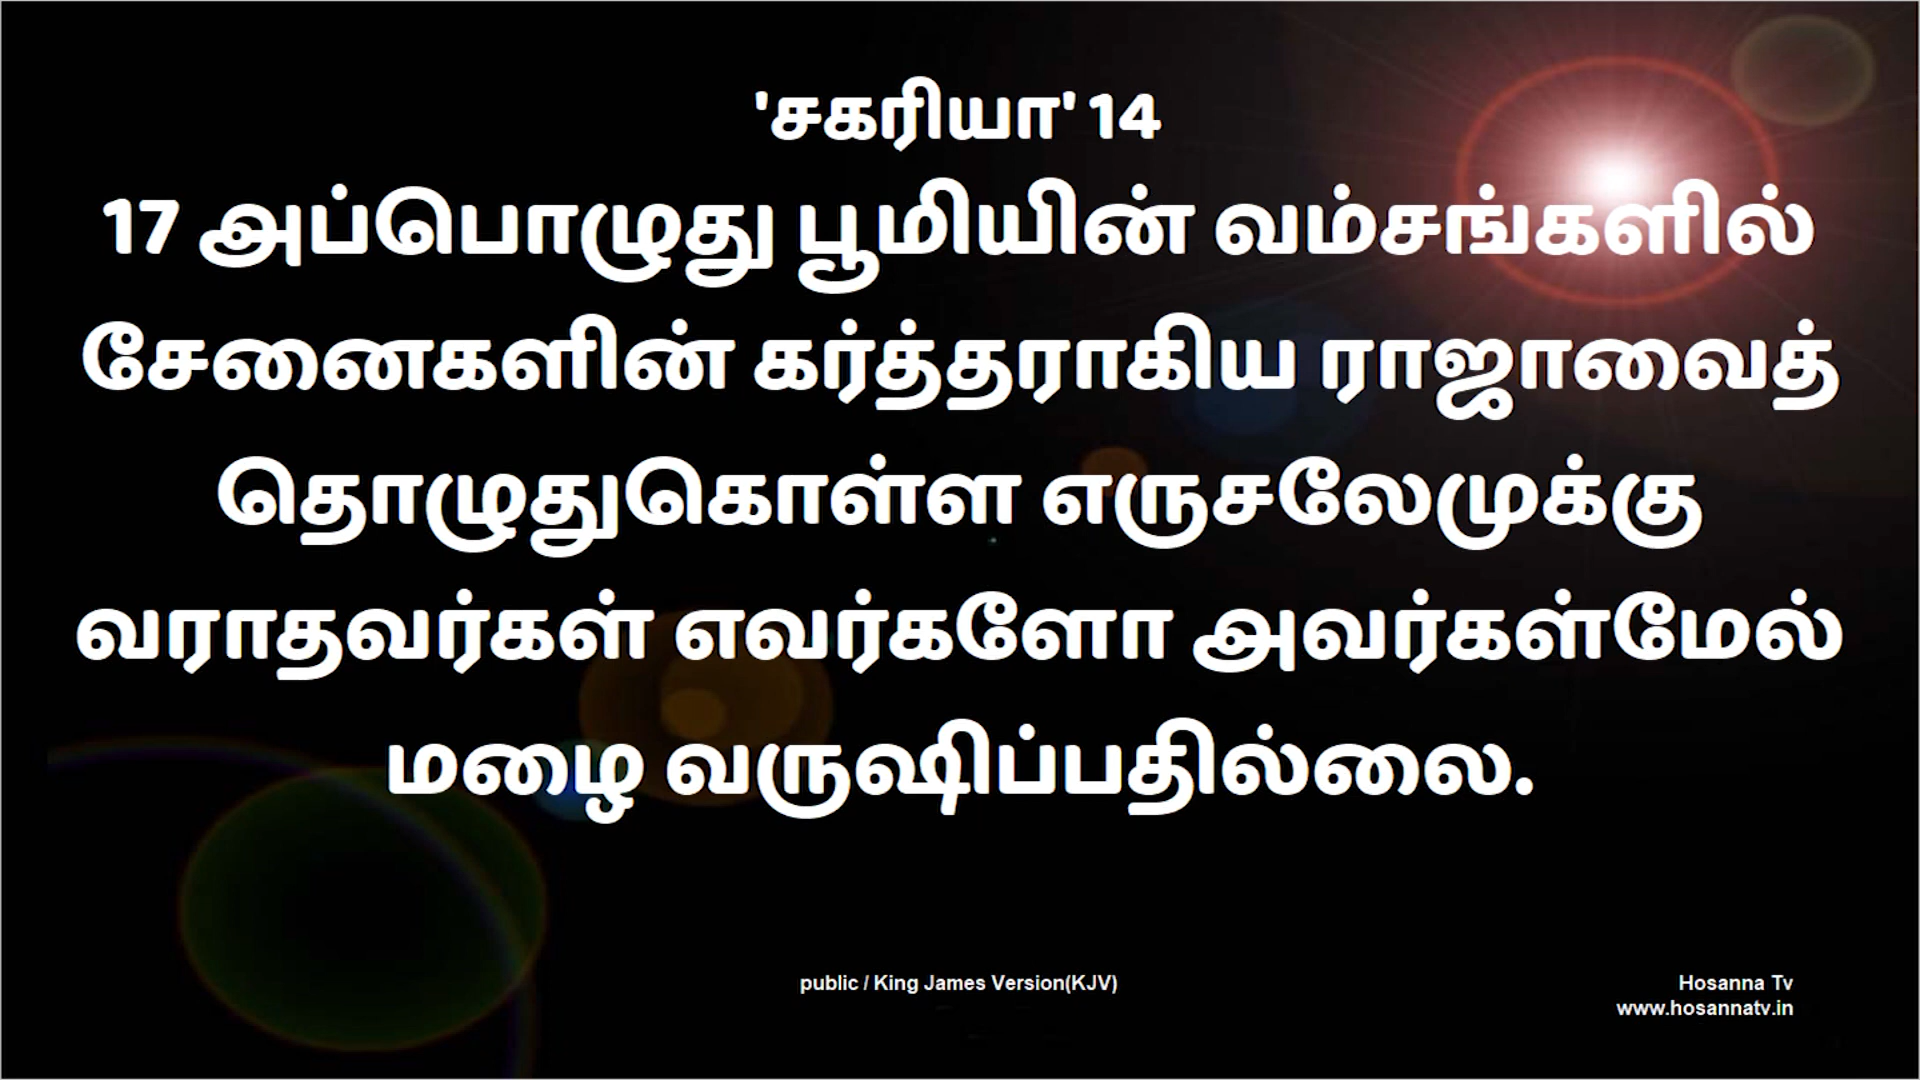 'சகரியா' 14
17 அப்பொழுது பூமியின் வம்சங்களில்
சேனைகளின் கர்த்தராகிய ராஜாவைத்
தொழுதுகொள்ள எருசலேமுக்கு
வராதவர்கள் எவர்களோ அவர்கள்மேல்
மழை வருஷிப்பதில்லை.
public / King James Version(KJV)
Hosanna Tv
www.hosannatv.in